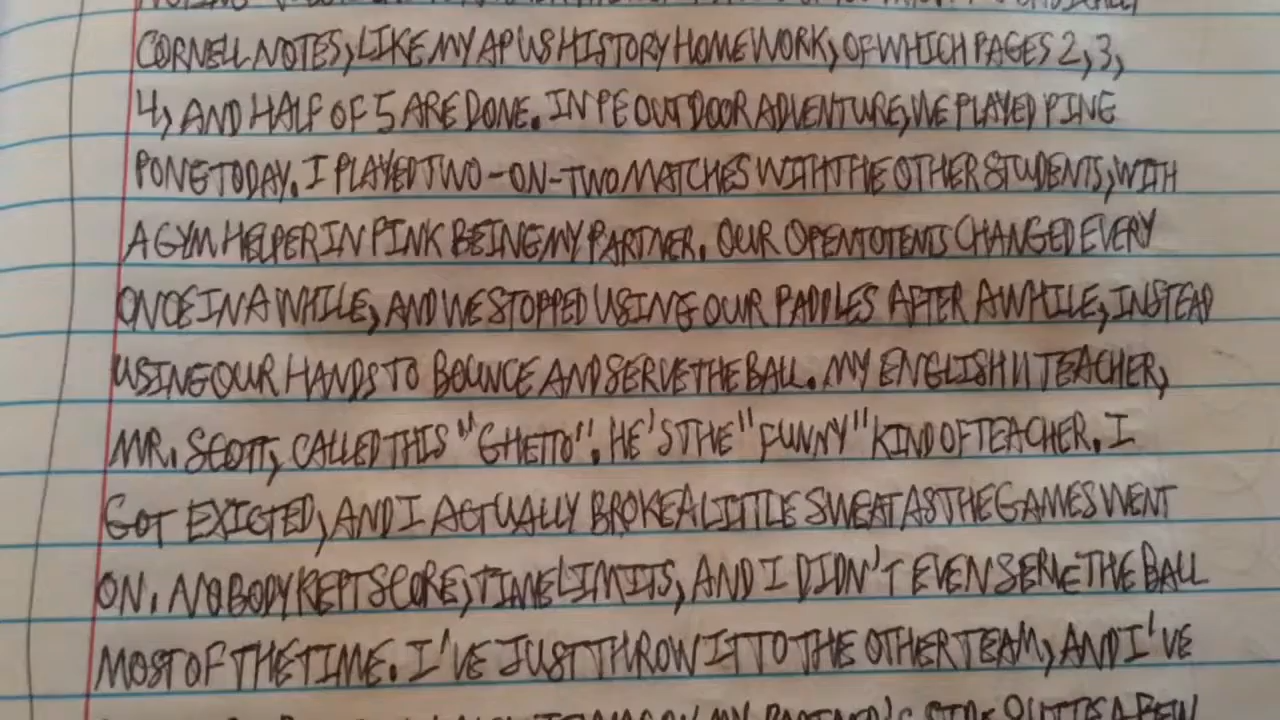 CORNELL NOTES, LIKE MY AP US HISTORY HOMEWORK, OF WHICH PAGES 2, 3,
4, AND HALF OF 5 ARE DONE. IN PE OUTDOOR ADVENTURE, WE PLAYED PING
PONG TODAY. I PLAYED TWO-ON-TWO MATCHES WITH THE OTHER STUDENTS, WITH
A GYM HELPER IN PINK BEING MY PARTNER. OUR OPENTOTENTS CHANGED EVERY
ONCE IN A WHILE, AND WE STOPPED USING OUR PADDLES AFTER A WHILE, INSTEAD
USING OUR HANDS TO BOUNCE AND SERVE THE BALL. MY ENGLISH 11 TEACHER,
MR. SCOTT, CALLED THIS "GHETTO". HE'S THE "FUNNY" KIND OF TEACHER. I
GOT EXICTED, AND I ACTUALLY BROKE A LITTLE SWEAT AS THE GAMES WENT
ON. NOBODY KEPT SCORE, TIME LIMITS, AND I DIDN'T EVEN SERVE THE BALL
MOST OF THE TIME. I'VE JUST THROW IT TO THE OTHER TEAM, AND I'VE